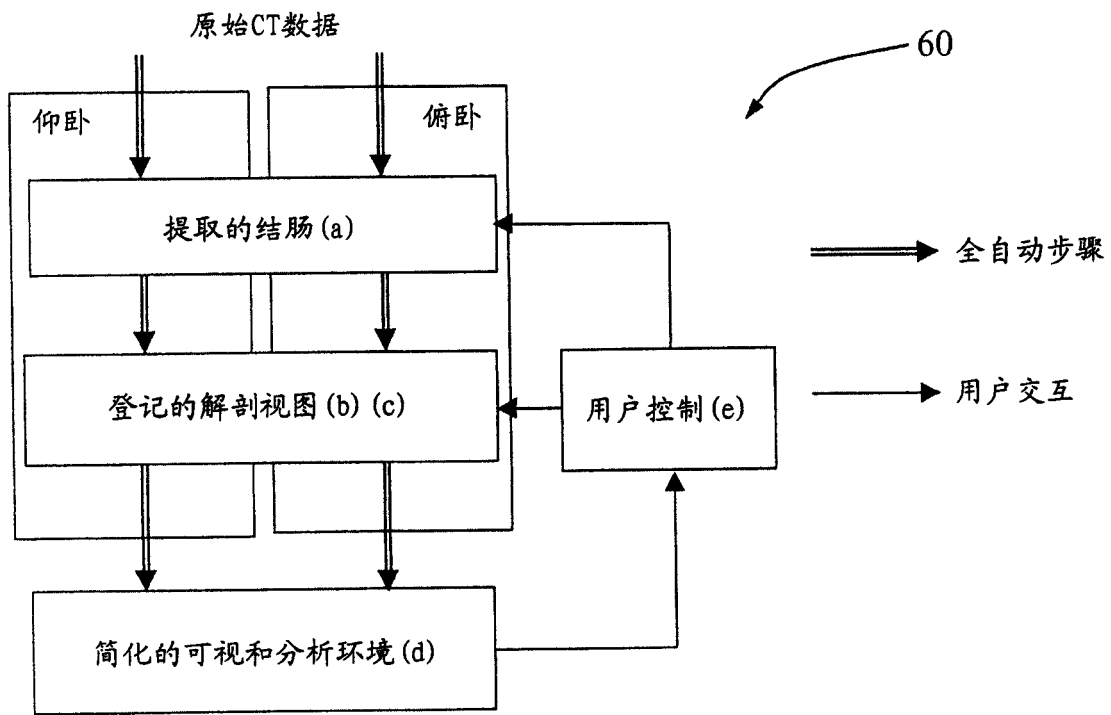 原始CT数据
60
仰卧
俯卧
提取的结肠(a)
全自动步骤
登记的解剖视图(b)(c)
用户控制(e)
用户交互
简化的可视和分析环境(d)